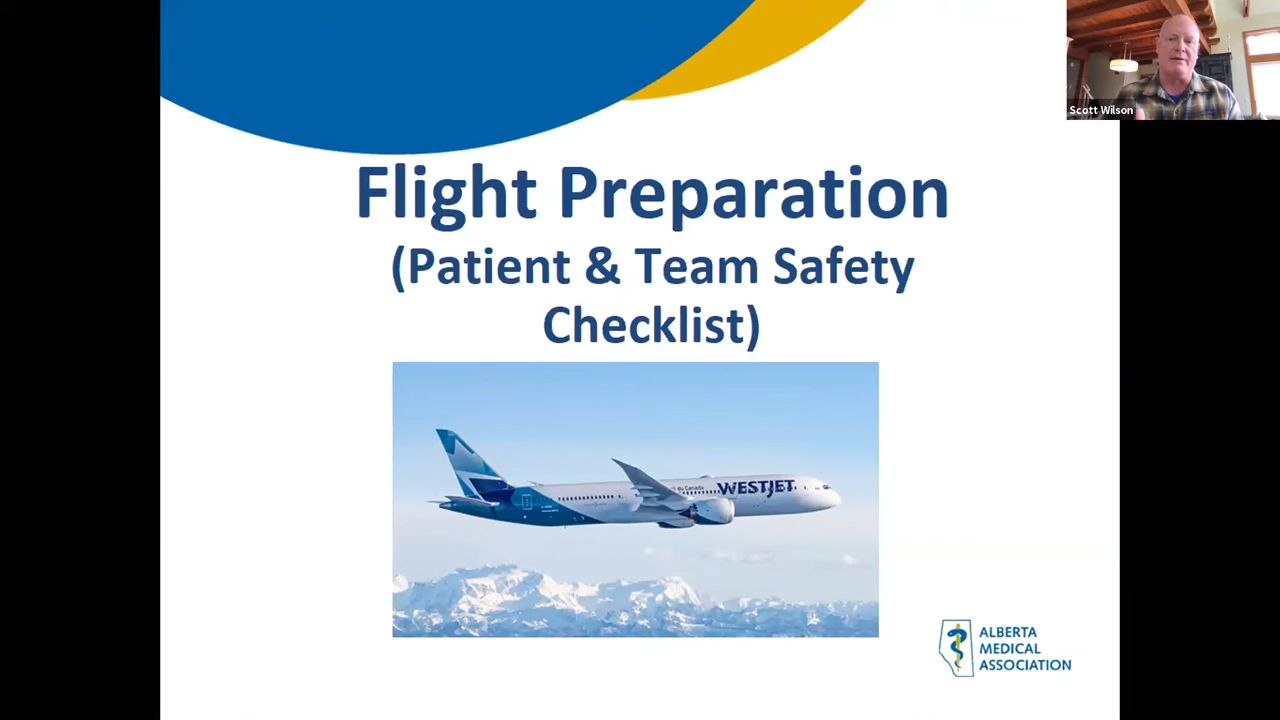 Scott Wilson
Flight Preparation
(Patient & Team Safety
Checklist)
WESTJET
ALBERTA
MEDICAL
ASSOCIATION